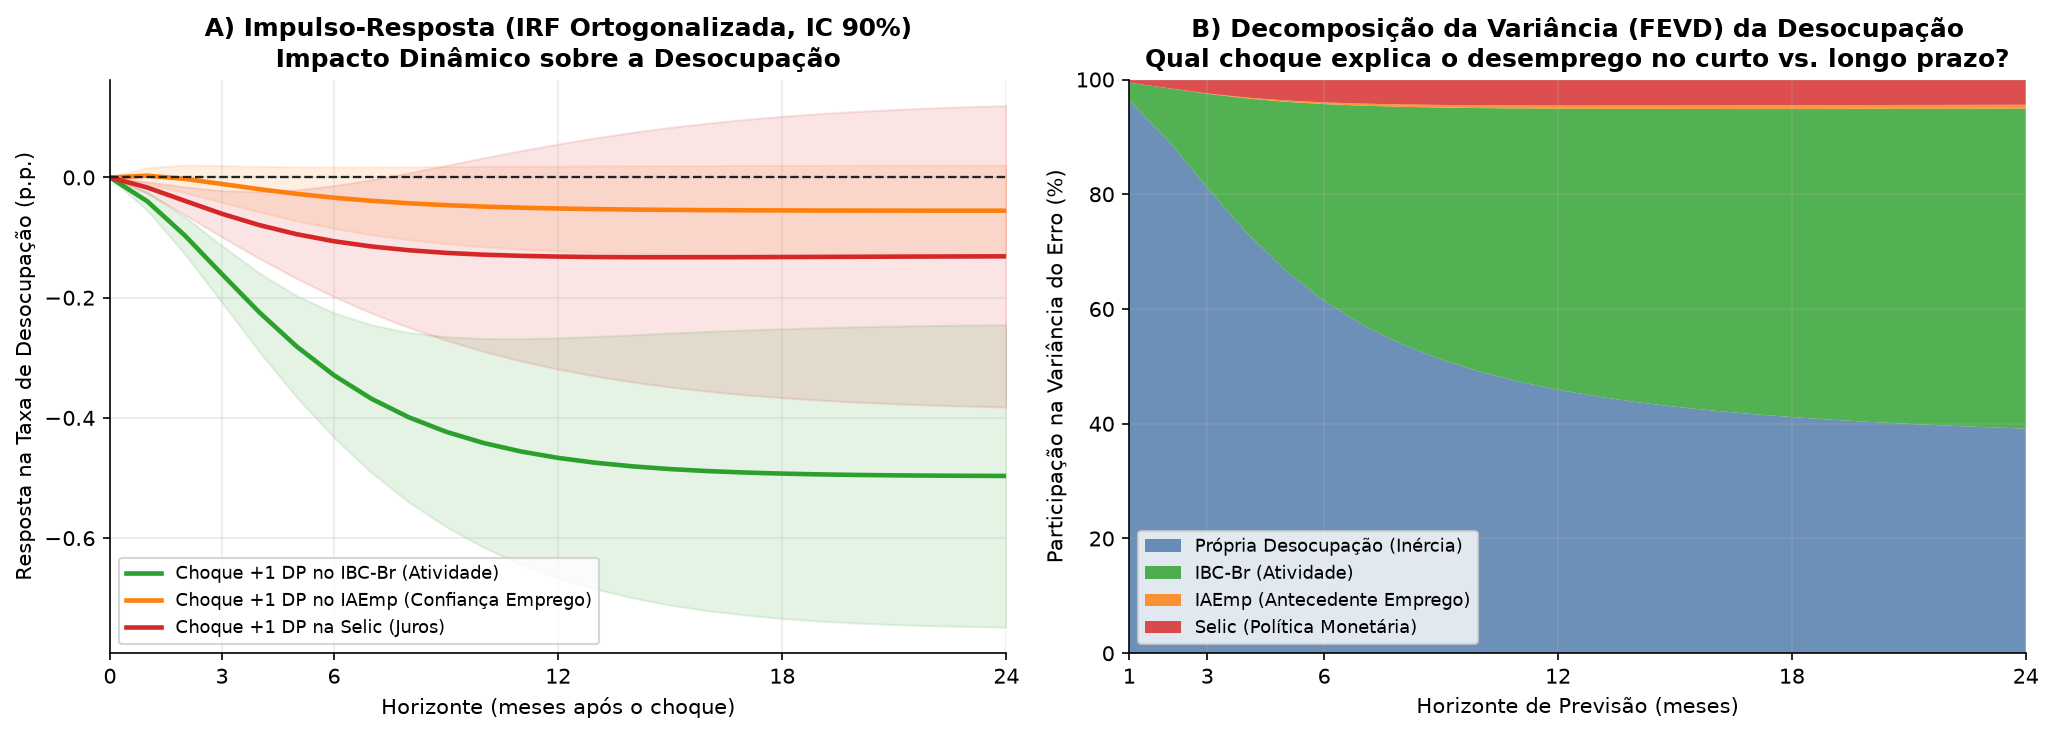 A) Impulso-Resposta (IRF Ortogonalizada, IC 90%)
Impacto Dinâmico sobre a Desocupação
Resposta na Taxa de Desocupação (p.p.)
0.0
−0.2
−0.4
−0.6
Choque +1 DP no IBC-Br (Atividade)
Choque +1 DP no IAEmp (Confiança Emprego)
Choque +1 DP na Selic (Juros)
0 3 6 12 18 24
Horizonte (meses após o choque)
B) Decomposição da Variância (FEVD) da Desocupação
Qual choque explica o desemprego no curto vs. longo prazo?
Participação na Variância do Erro (%)
100
80
60
40
20
0
Própria Desocupação (Inércia)
IBC-Br (Atividade)
IAEmp (Antecedente Emprego)
Selic (Política Monetária)
1 3 6 12 18 24
Horizonte de Previsão (meses)